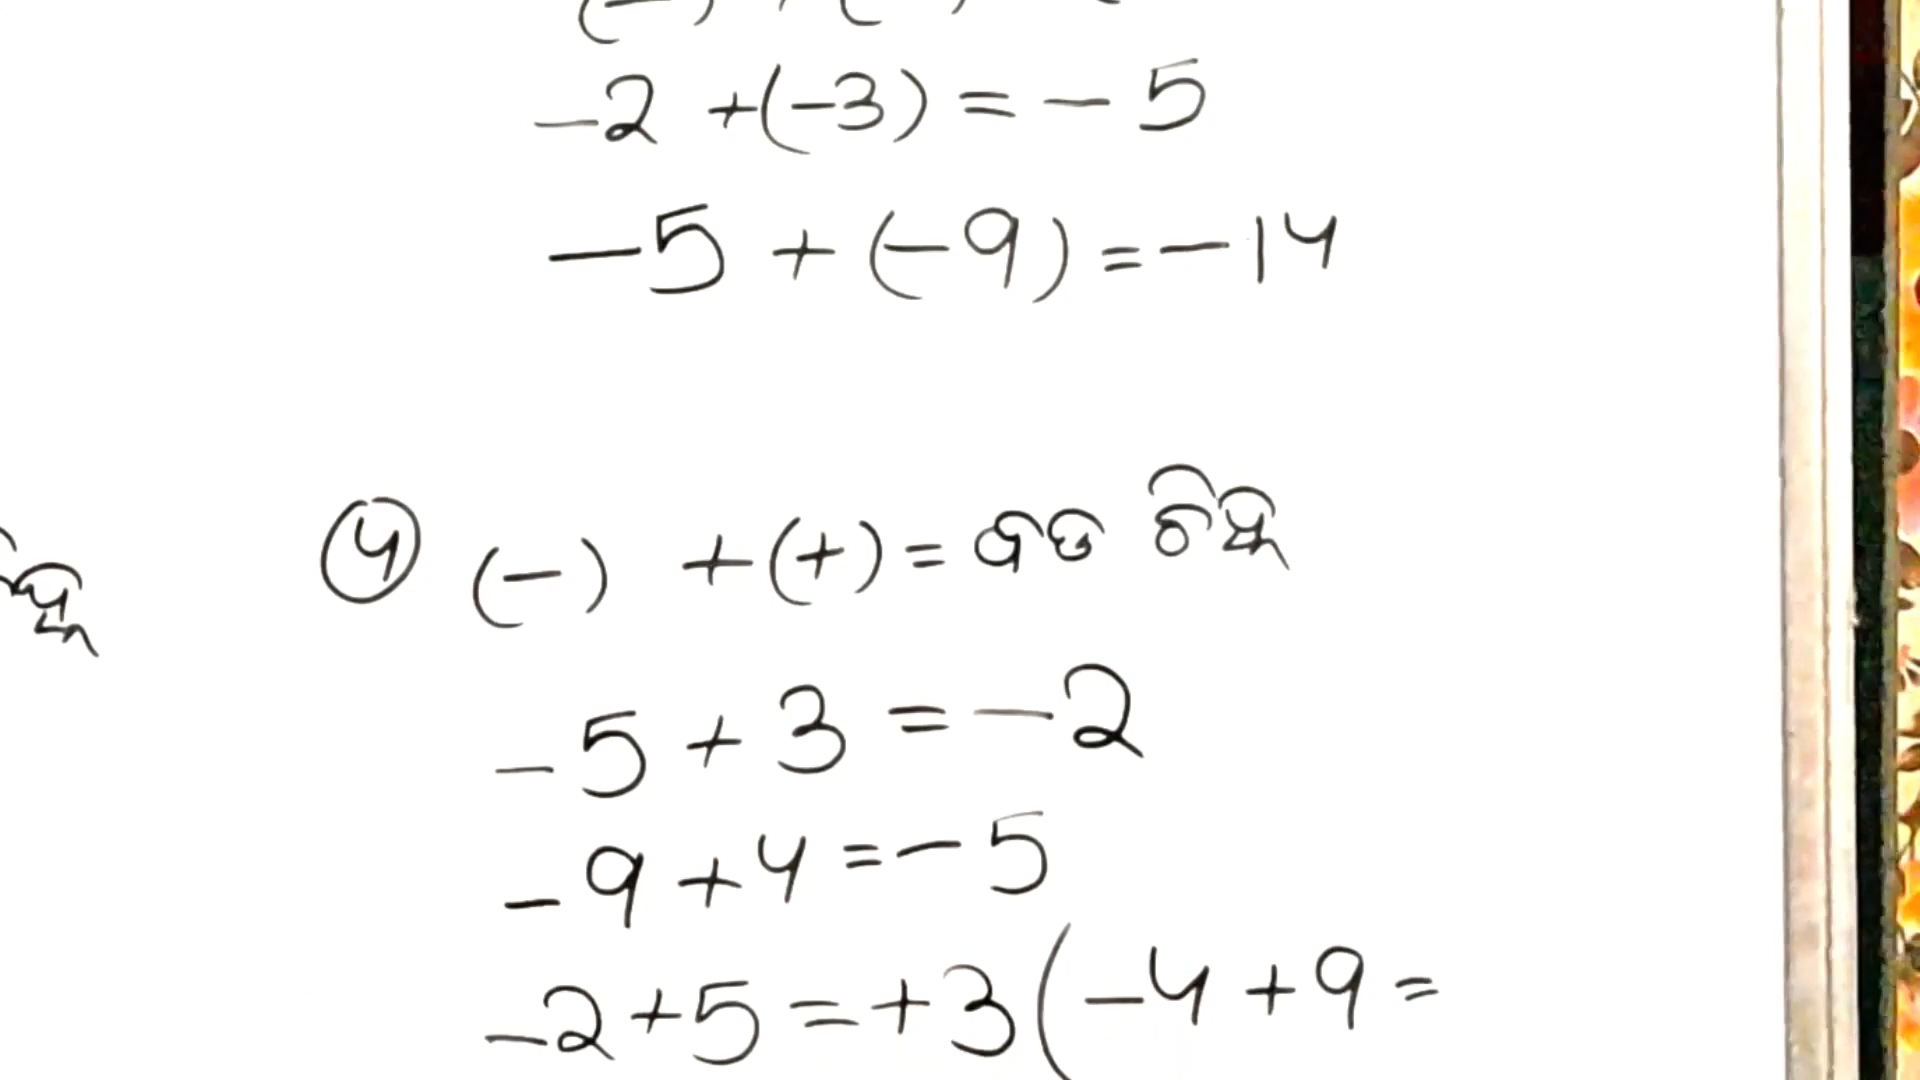 -2 +(-3) = -5
-5 + (-9) = -14
④ (-) +(+) = ବଡ ଚିହ୍ନ
-5 + 3 = -2
-9 + 4 = -5
-2+5 = +3 ( -4 + 9 =